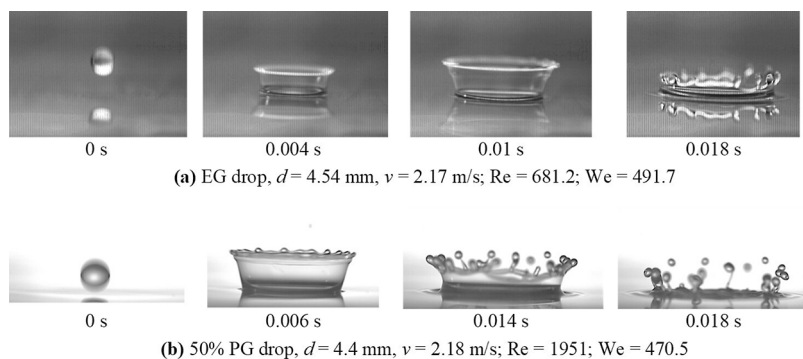 0 s 0.004 s 0.01 s 0.018 s
(a) EG drop, d = 4.54 mm, v = 2.17 m/s; Re = 681.2; We = 491.7
0 s 0.006 s 0.014 s 0.018 s
(b) 50% PG drop, d = 4.4 mm, v = 2.18 m/s; Re = 1951; We = 470.5